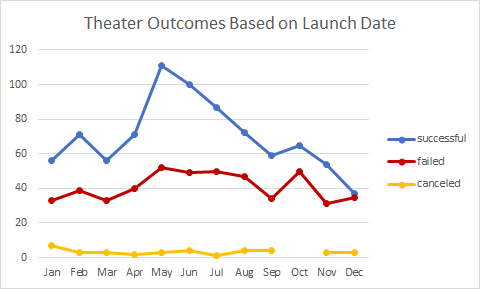 Theater Outcomes Based on Launch Date
120
100
80
60
40
20
0
Jan Feb Mar Apr May Jun Jul Aug Sep Oct Nov Dec
successful
failed
canceled